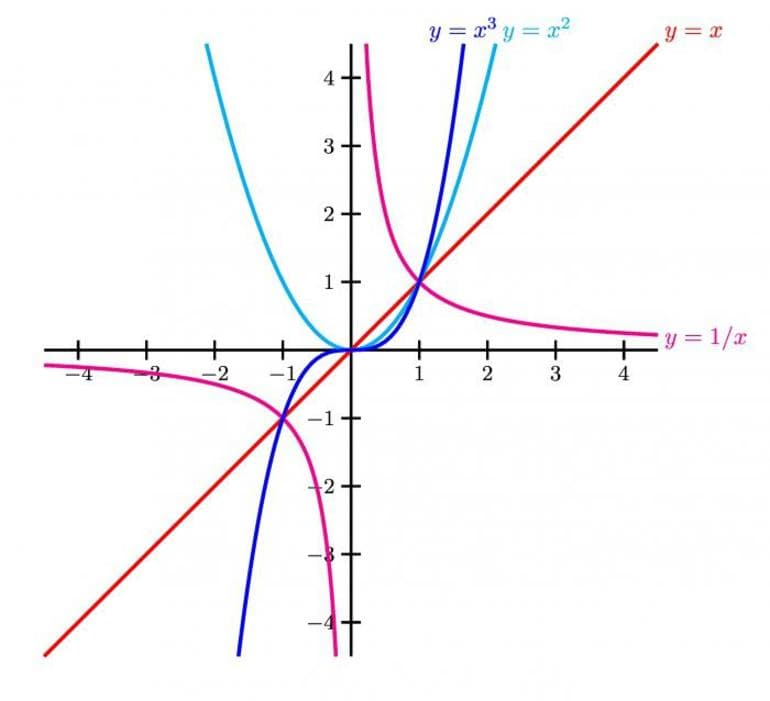 y = x³ y = x² y = x
4
3
2
1
y = 1/x
−4 −3 −2 −1 1 2 3 4
−1
−2
−3
−4